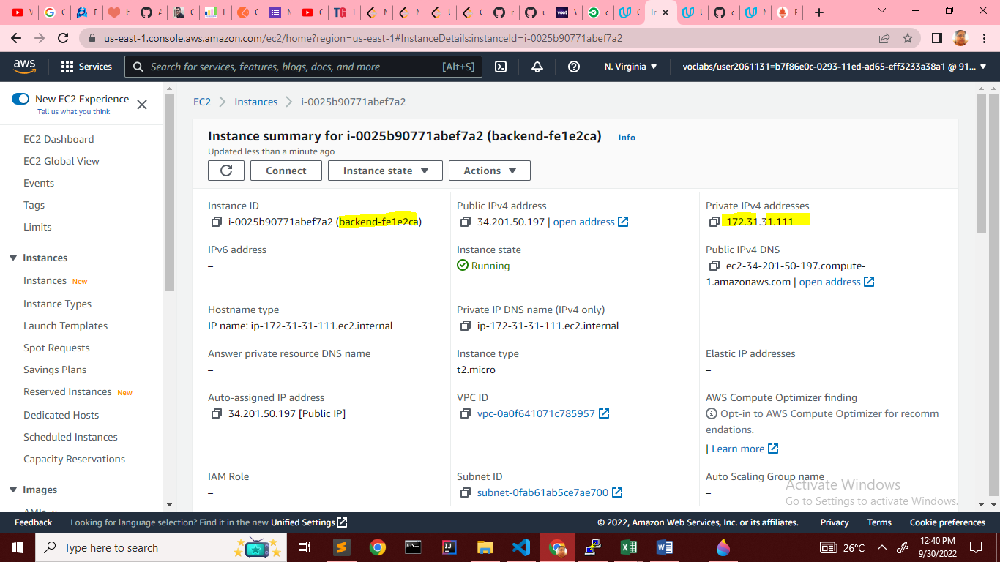 us-east-1.console.aws.amazon.com/ec2/home?region=us-east-1#InstanceDetails:instanceId=i-0025b90771abef7a2
aws
Services
Search for services, features, blogs, docs, and more
[Alt+S]
N. Virginia
voclabs/user2061131=b7f86e0c-0293-11ed-ad65-eff3233a38a1 @ 91...
New EC2 Experience
Tell us what you think
EC2 Dashboard
EC2 Global View
Events
Tags
Limits
Instances
Instances New
Instance Types
Launch Templates
Spot Requests
Savings Plans
Reserved Instances New
Dedicated Hosts
Scheduled Instances
Capacity Reservations
Images
EC2
Instances
i-0025b90771abef7a2
Instance summary for i-0025b90771abef7a2 (backend-fe1e2ca)
Info
Updated less than a minute ago
Connect
Instance state
Actions
Instance ID
i-0025b90771abef7a2 (backend-fe1e2ca)
Public IPv4 address
34.201.50.197 | open address
Private IPv4 addresses
172.31.31.111
IPv6 address
–
Instance state
Running
Public IPv4 DNS
ec2-34-201-50-197.compute-
1.amazonaws.com | open address
Hostname type
IP name: ip-172-31-31-111.ec2.internal
Private IP DNS name (IPv4 only)
ip-172-31-31-111.ec2.internal
Answer private resource DNS name
–
Instance type
t2.micro
Elastic IP addresses
–
Auto-assigned IP address
34.201.50.197 [Public IP]
VPC ID
vpc-0a0f641071c785957
AWS Compute Optimizer finding
Opt-in to AWS Compute Optimizer for recomm
endations.
| Learn more
IAM Role
–
Subnet ID
subnet-0fab61ab5ce7ae700
Auto Scaling Group name
–
Activate Windows
Go to Settings to activate Windows.
Feedback
Looking for language selection? Find it in the new Unified Settings
© 2022, Amazon Web Services, Inc. or its affiliates.
Privacy
Terms
Cookie preferences
Type here to search
26°C
12:40 PM
9/30/2022